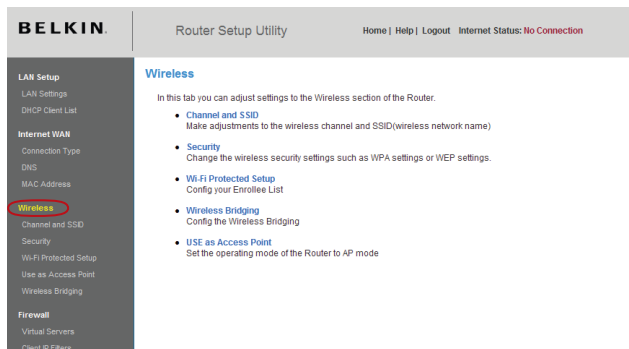 BELKIN.
Router Setup Utility
Home | Help | Logout Internet Status: No Connection
LAN Setup
LAN Settings
DHCP Client List
Internet WAN
Connection Type
DNS
MAC Address
Wireless
Channel and SSID
Security
Wi-Fi Protected Setup
Use as Access Point
Wireless Bridging
Firewall
Virtual Servers
Client IP Filters
Wireless
In this tab you can adjust settings to the Wireless section of the Router.
• Channel and SSID
Make adjustments to the wireless channel and SSID(wireless network name)
• Security
Change the wireless security settings such as WPA settings or WEP settings.
• Wi-Fi Protected Setup
Config your Enrollee List
• Wireless Bridging
Config the Wireless Bridging
• USE as Access Point
Set the operating mode of the Router to AP mode